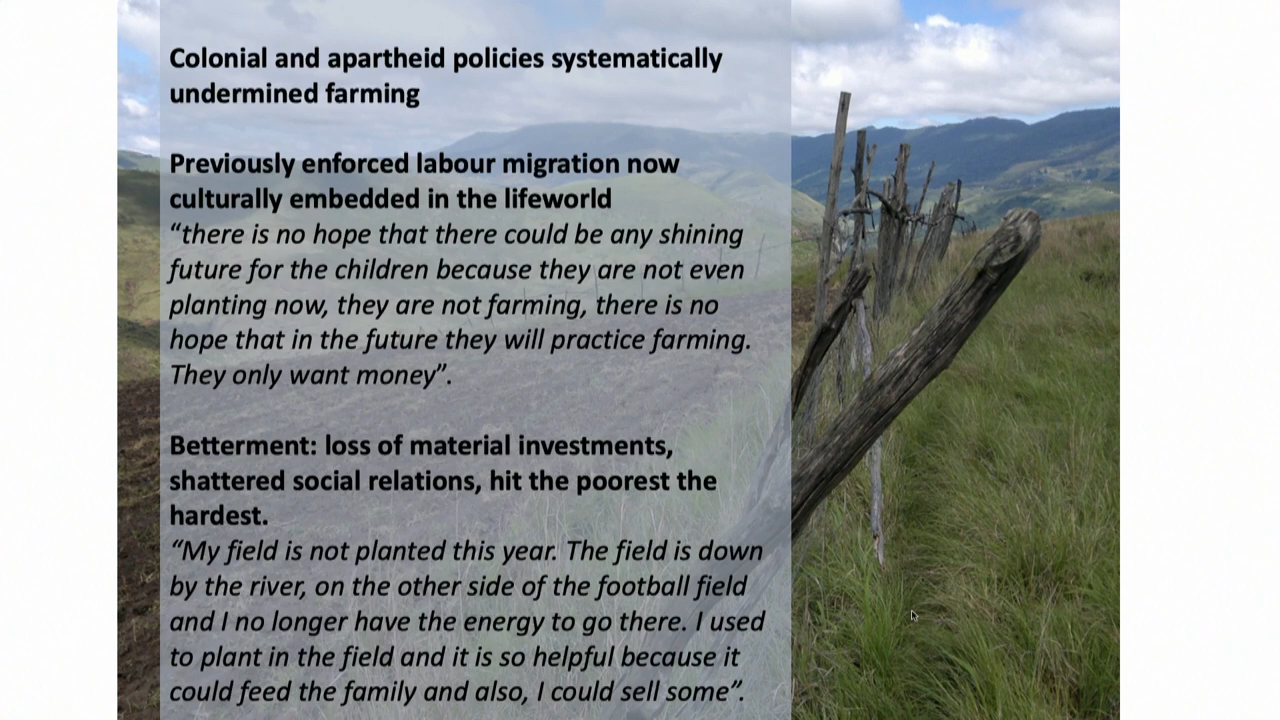 Colonial and apartheid policies systematically
undermined farming
Previously enforced labour migration now
culturally embedded in the lifeworld
“there is no hope that there could be any shining
future for the children because they are not even
planting now, they are not farming, there is no
hope that in the future they will practice farming.
They only want money”.
Betterment: loss of material investments,
shattered social relations, hit the poorest the
hardest.
“My field is not planted this year. The field is down
by the river, on the other side of the football field
and I no longer have the energy to go there. I used
to plant in the field and it is so helpful because it
could feed the family and also, I could sell some”.